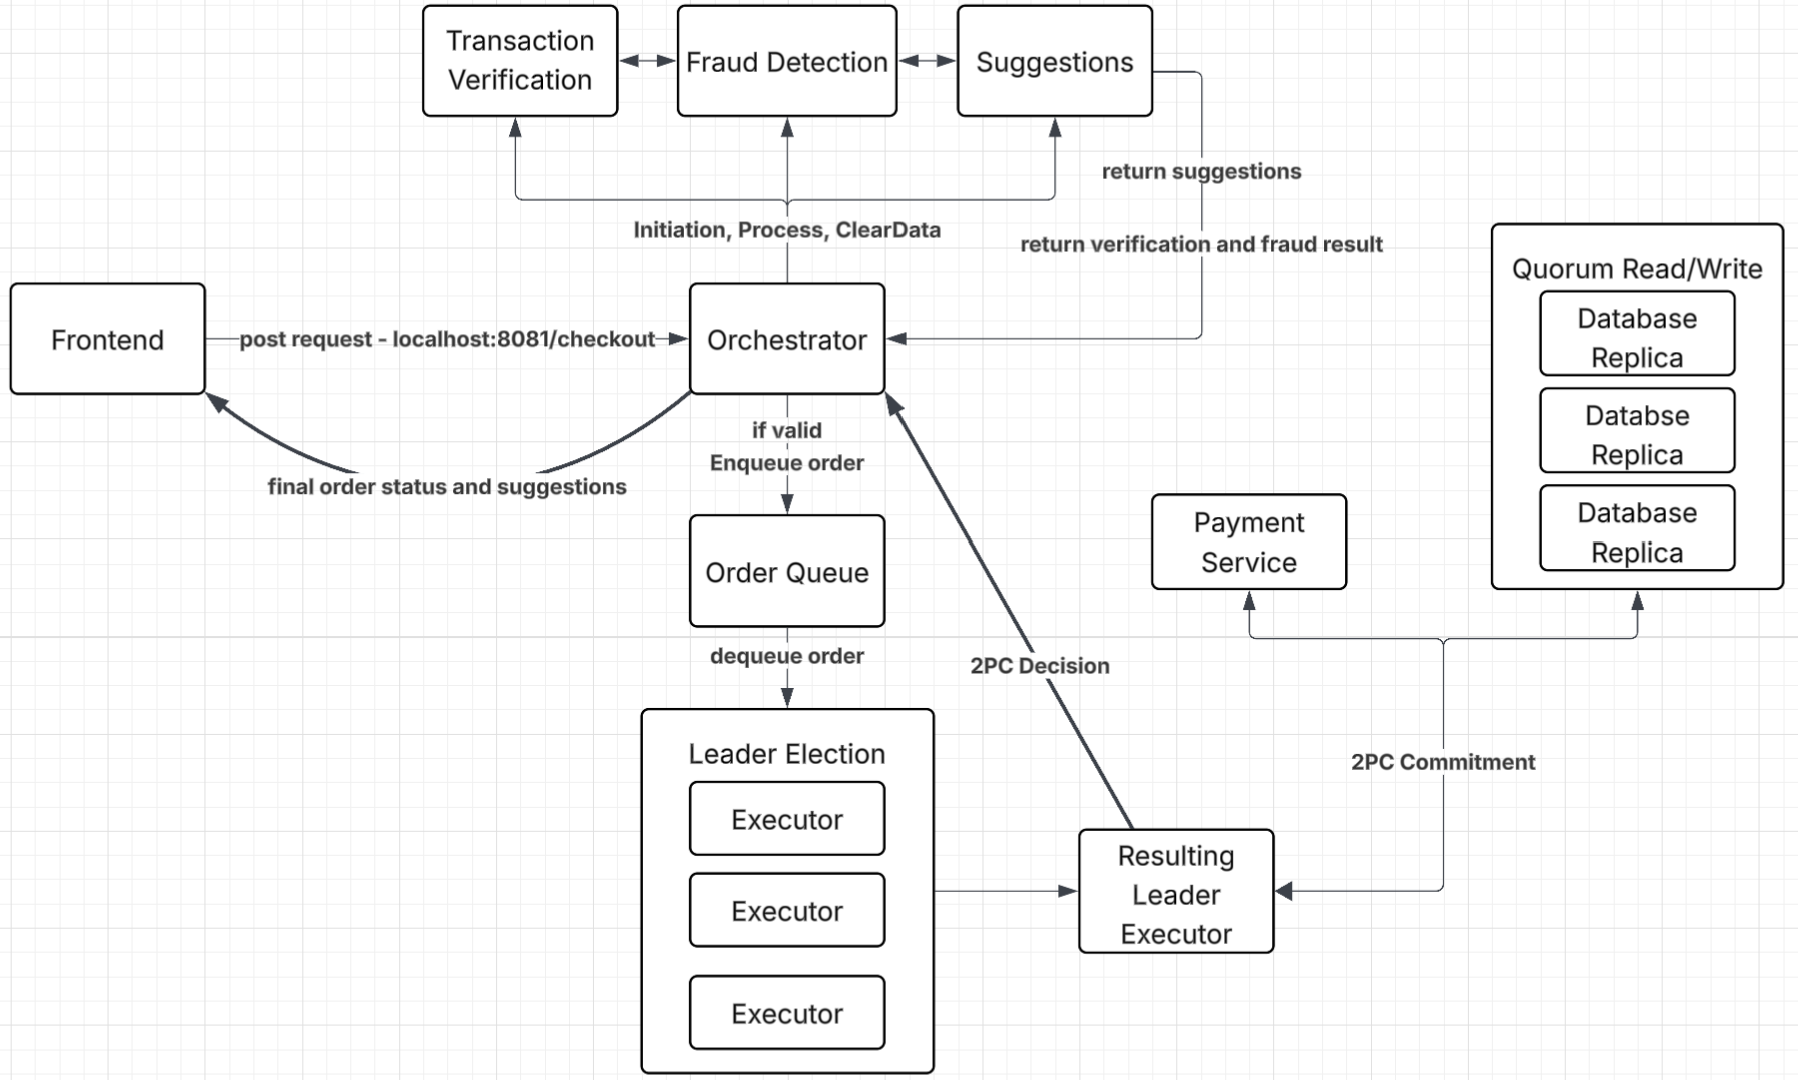 Transaction
Verification
Fraud Detection
Suggestions
return suggestions
Initiation, Process, ClearData
return verification and fraud result
Frontend
post request - localhost:8081/checkout
Orchestrator
final order status and suggestions
if valid
Enqueue order
Order Queue
dequeue order
Leader Election
Executor
Executor
Executor
2PC Decision
Resulting
Leader
Executor
2PC Commitment
Payment
Service
Quorum Read/Write
Database
Replica
Databse
Replica
Database
Replica